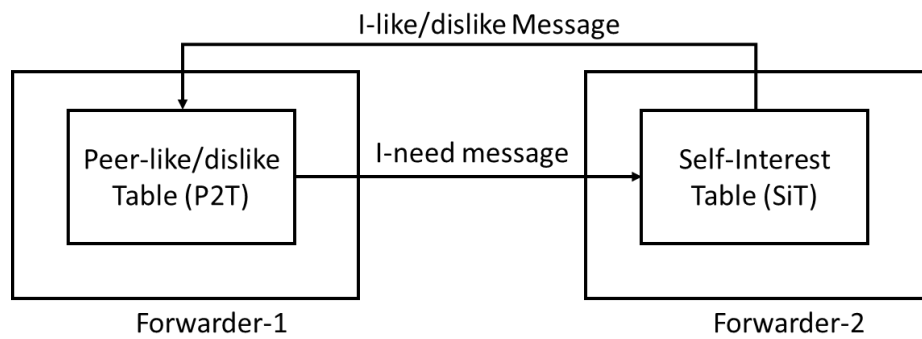 I-like/dislike Message
Peer-like/dislike
Table (P2T)
I-need message
Self-Interest
Table (SiT)
Forwarder-1
Forwarder-2